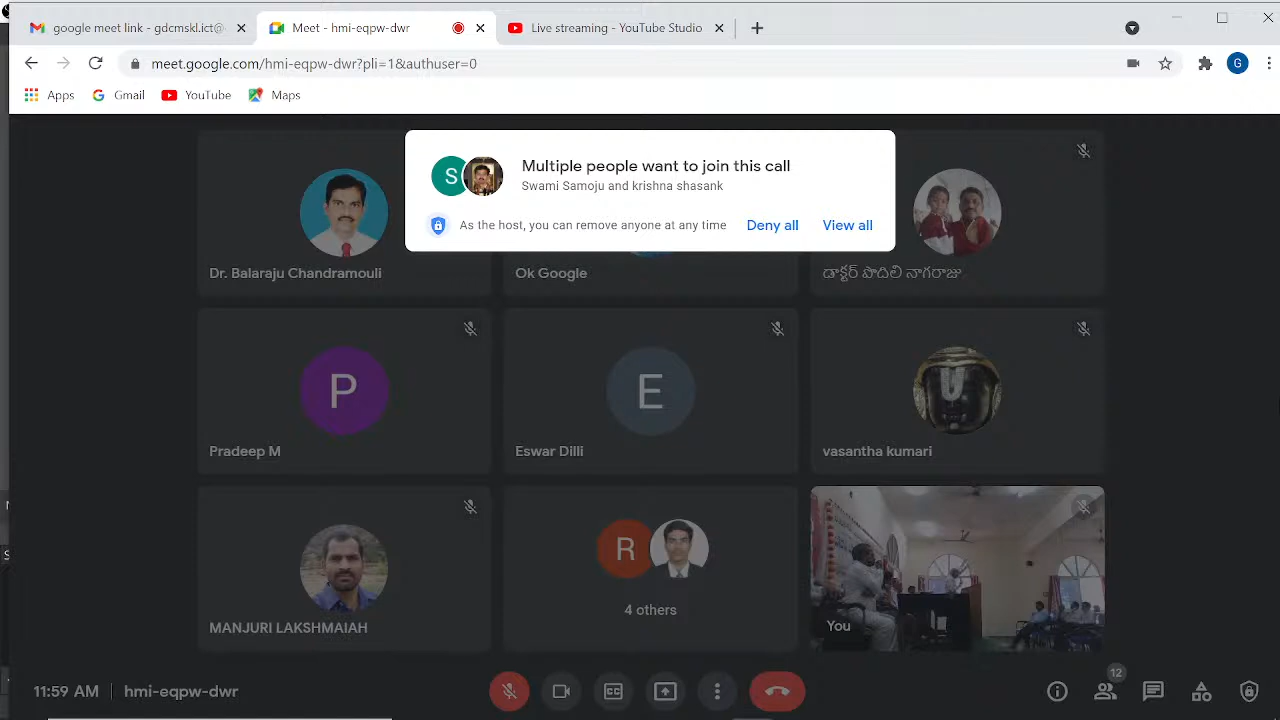 google meet link - gdcmskl.ict@
Meet - hmi-eqpw-dwr
Live streaming - YouTube Studio
meet.google.com/hmi-eqpw-dwr?pli=1&authuser=0
G
Apps
Gmail
YouTube
Maps
S
Multiple people want to join this call
Swami Samoju and krishna shasank
As the host, you can remove anyone at any time
Deny all
View all
Dr. Balaraju Chandramouli
Ok Google
డాక్టర్ పొదిలి నాగరాజు
P
E
Pradeep M
Eswar Dilli
vasantha kumari
R
4 others
MANJURI LAKSHMAIAH
You
11:59 AM | hmi-eqpw-dwr
CC
12